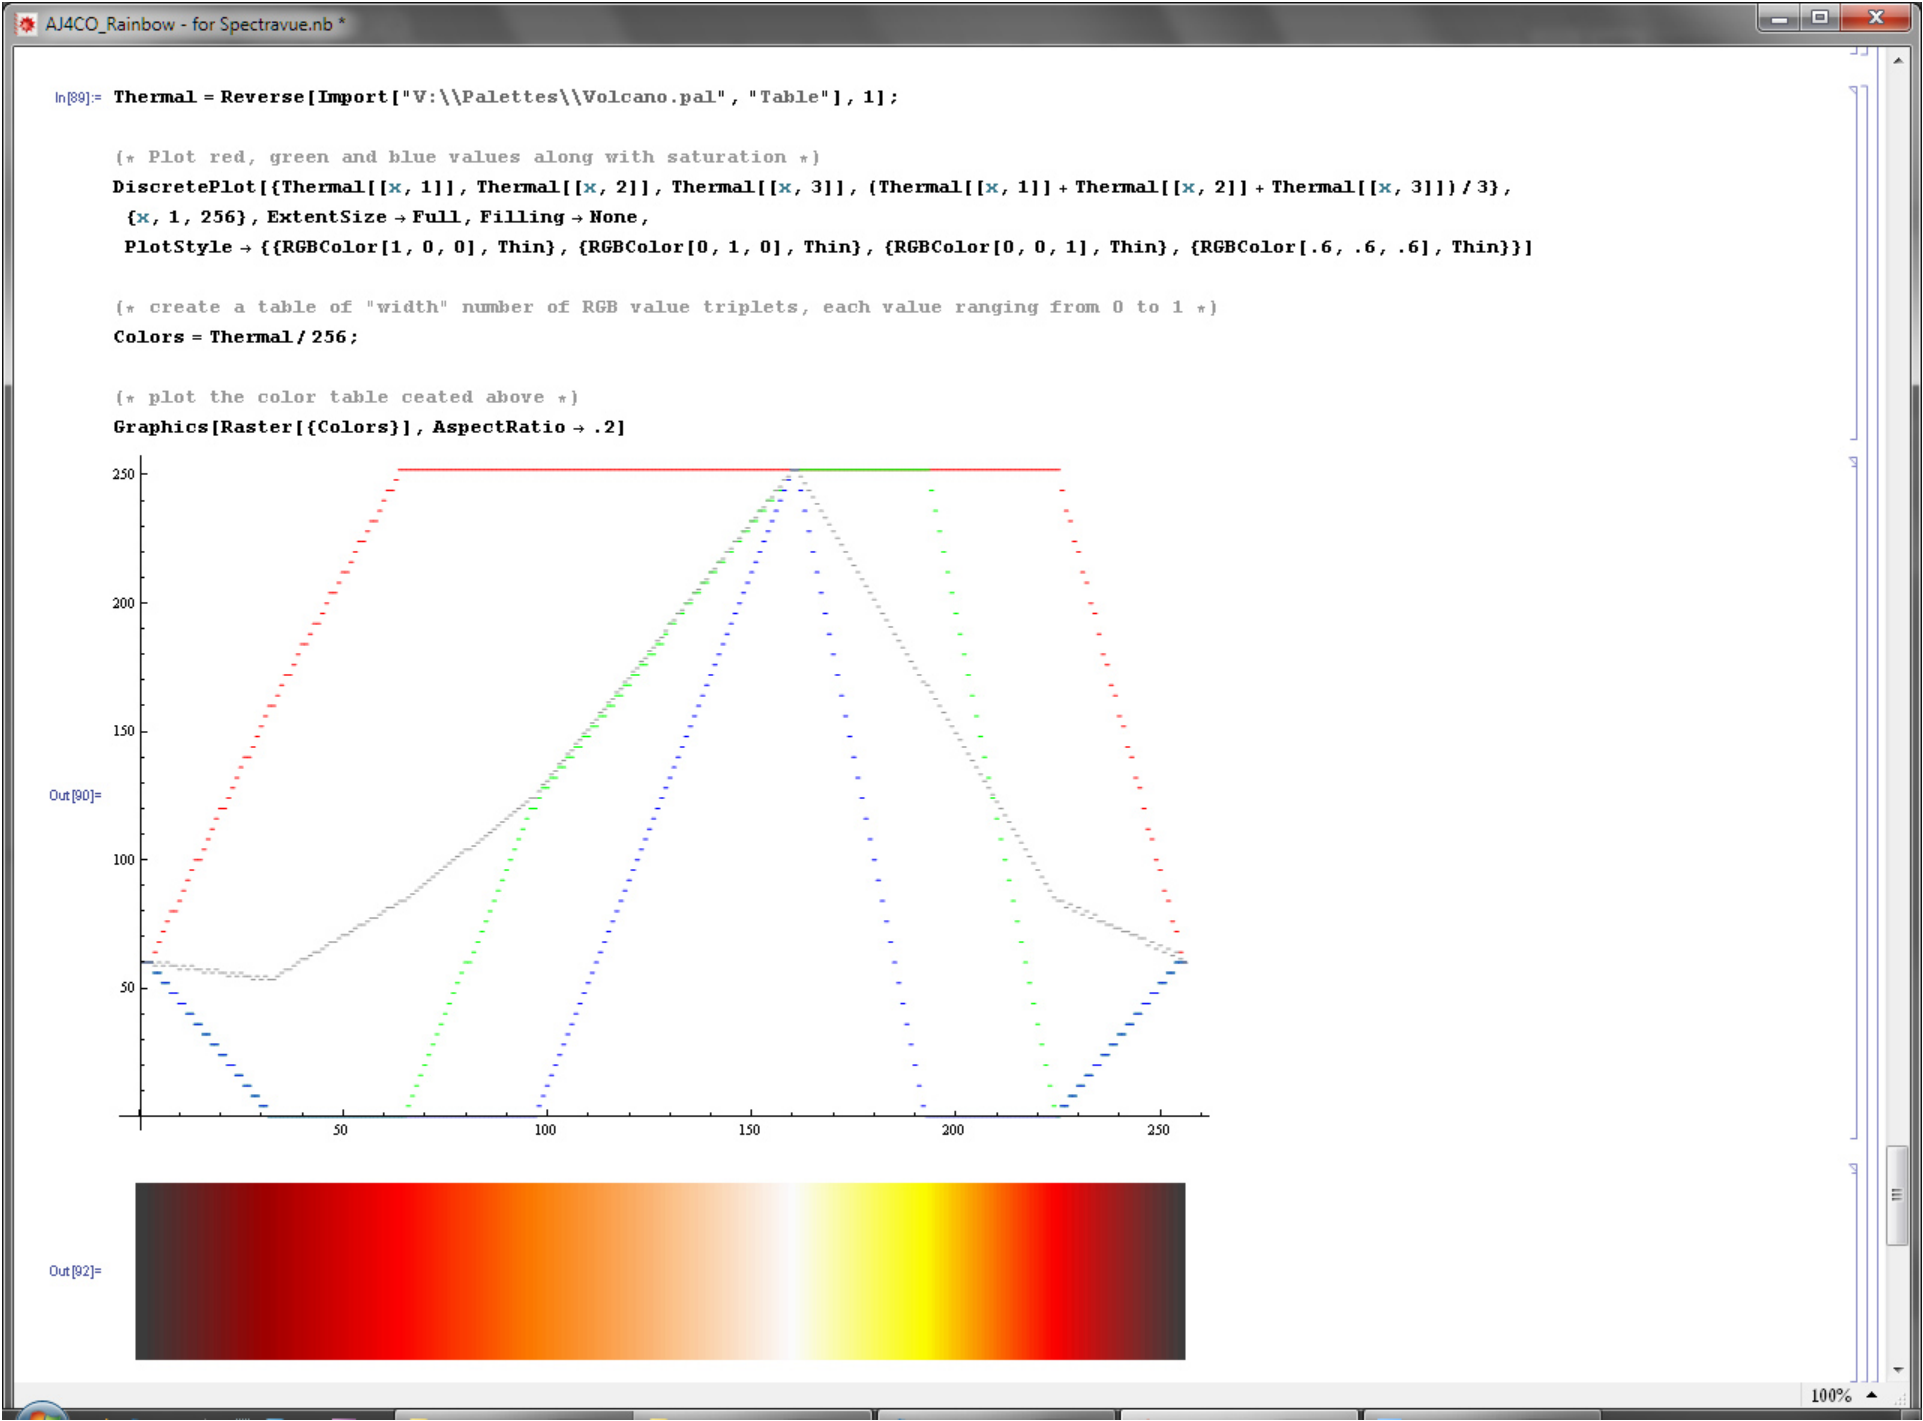 AJ4CO_Rainbow - for Spectravue.nb *
In[89]:= Thermal = Reverse[Import["V:\\Palettes\\Volcano.pal", "Table"], 1];
(* Plot red, green and blue values along with saturation *)
DiscretePlot[{Thermal[[x, 1]], Thermal[[x, 2]], Thermal[[x, 3]], (Thermal[[x, 1]] + Thermal[[x, 2]] + Thermal[[x, 3]]) / 3},
{x, 1, 256}, ExtentSize → Full, Filling → None,
PlotStyle → {{RGBColor[1, 0, 0], Thin}, {RGBColor[0, 1, 0], Thin}, {RGBColor[0, 0, 1], Thin}, {RGBColor[.6, .6, .6], Thin}}]
(* create a table of "width" number of RGB value triplets, each value ranging from 0 to 1 *)
Colors = Thermal / 256;
(* plot the color table ceated above *)
Graphics[Raster[{Colors}], AspectRatio → .2]
250
200
150
Out[90]=
100
50
50 100 150 200 250
Out[92]=
100%